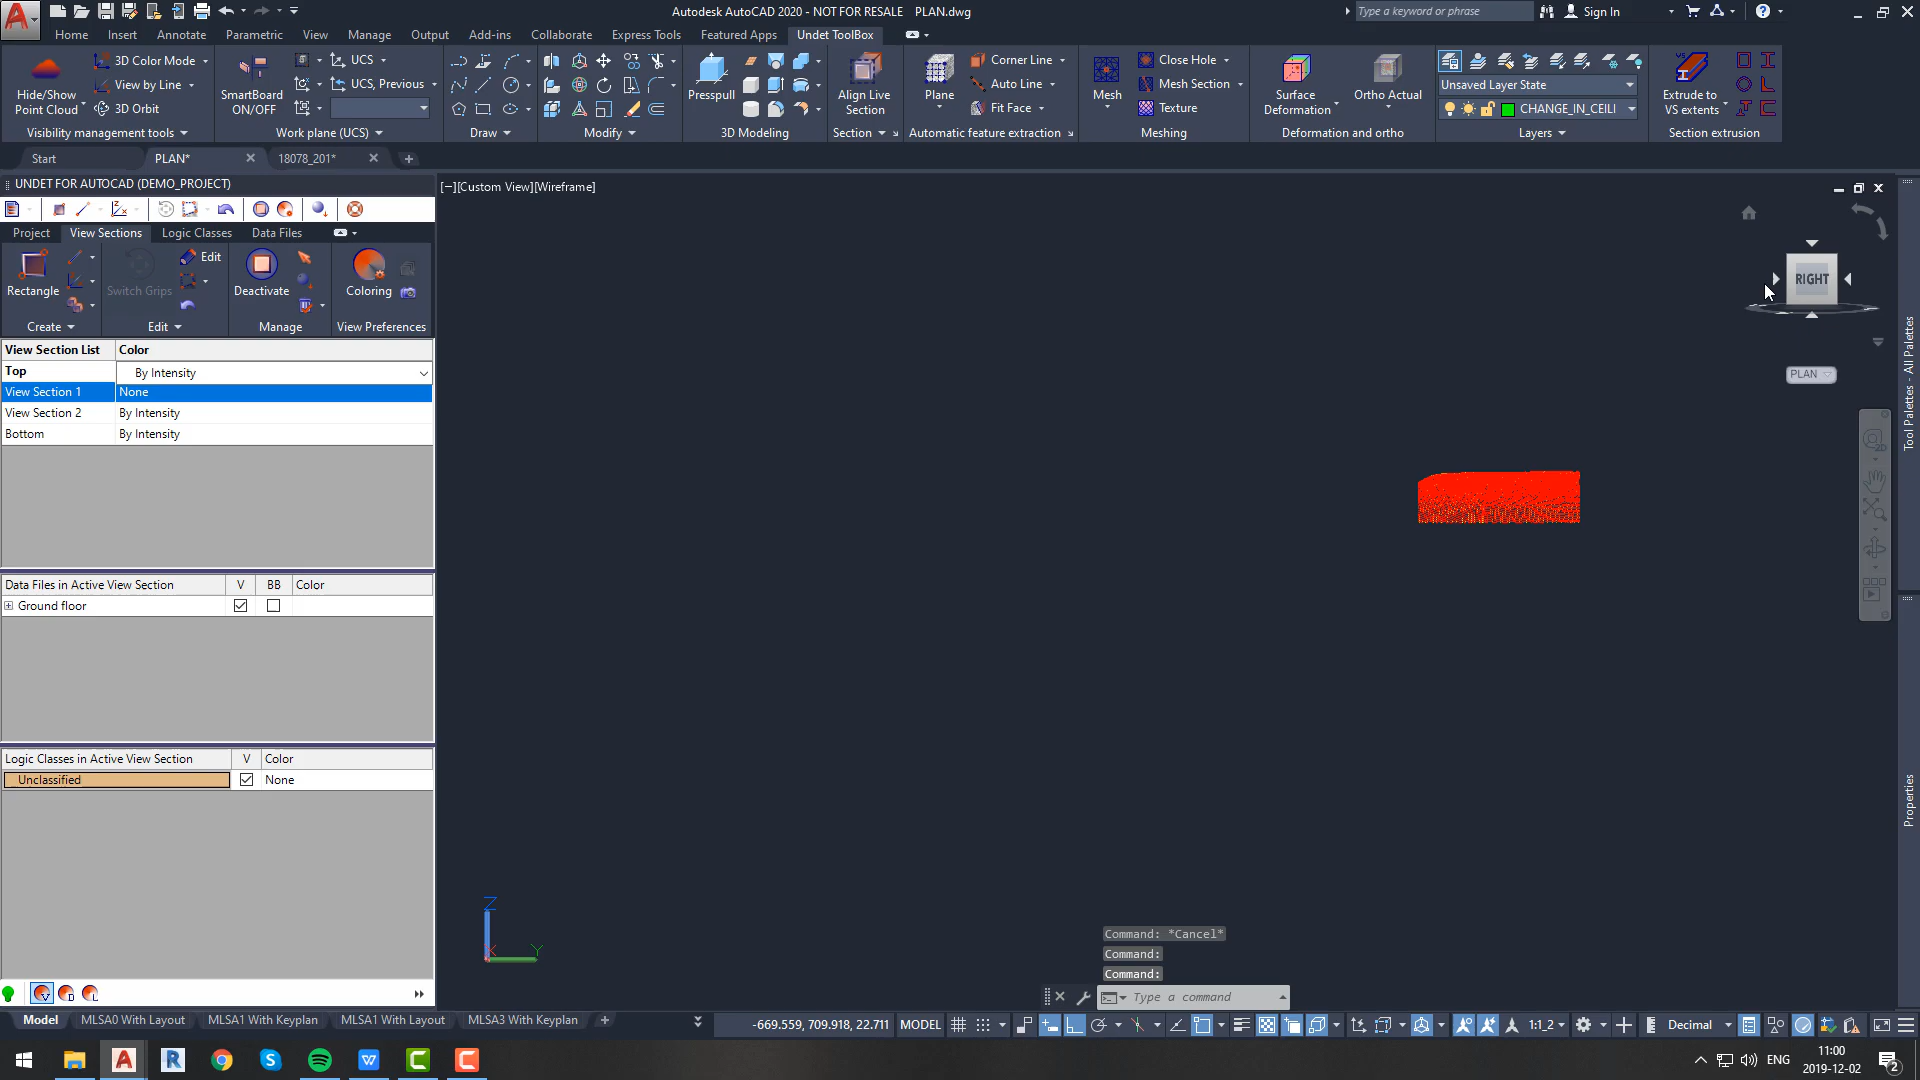 Autodesk AutoCAD 2020 - NOT FOR RESALE PLAN.dwg
Type a keyword or phrase
Sign In
Home Insert Annotate Parametric View Manage Output Add-ins Collaborate Express Tools Featured Apps Undet ToolBox
Hide/Show
Point Cloud
3D Color Mode
View by Line
3D Orbit
Visibility management tools
SmartBoard
ON/OFF
UCS
UCS, Previous
Work plane (UCS)
Draw
Modify
Presspull
3D Modeling
Align Live
Section
Section
Plane
Corner Line
Auto Line
Fit Face
Automatic feature extraction
Mesh
Close Hole
Mesh Section
Texture
Meshing
Surface
Deformation
Ortho Actual
Deformation and ortho
Unsaved Layer State
CHANGE_IN_CEILI
Layers
Extrude to
VS extents
Section extrusion
Start PLAN* 18078_201*
UNDET FOR AUTOCAD (DEMO_PROJECT)
[−][Custom View][Wireframe]
Project View Sections Logic Classes Data Files
Rectangle
Create
Switch Grips
Edit
Edit
Deactivate
Manage
Coloring
View Preferences
RIGHT
PLAN
View Section List Color
Top By Intensity
View Section 1 None
View Section 2 By Intensity
Bottom By Intensity
Data Files in Active View Section V BB Color
Ground floor
Logic Classes in Active View Section V Color
Unclassified None
Tool Palettes - All Palettes
Properties
Z
X Y
Command: *Cancel*
Command:
Command:
Type a command
Model MLSA0 With Layout MLSA1 With Keyplan MLSA1 With Layout MLSA3 With Keyplan
-669.559, 709.918, 22.711 MODEL 1:1_2 Decimal
ENG
11:00
2019-12-02
2